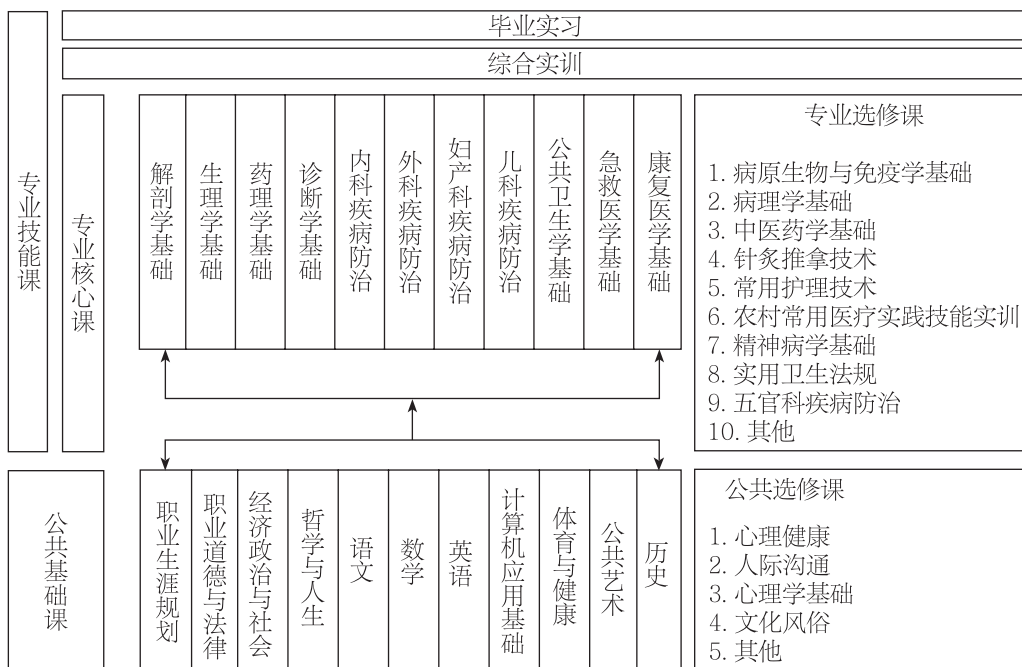 毕业实习
综合实训
专业技能课
专业核心课
解剖学基础
生理学基础
药理学基础
诊断学基础
内科疾病防治
外科疾病防治
妇产科疾病防治
儿科疾病防治
公共卫生学基础
急救医学基础
康复医学基础
专业选修课
1. 病原生物与免疫学基础
2. 病理学基础
3. 中医药学基础
4. 针灸推拿技术
5. 常用护理技术
6. 农村常用医疗实践技能实训
7. 精神病学基础
8. 实用卫生法规
9. 五官科疾病防治
10. 其他
公共基础课
职业生涯规划
职业道德与法律
经济政治与社会
哲学与人生
语文
数学
英语
计算机应用基础
体育与健康
公共艺术
历史
公共选修课
1. 心理健康
2. 人际沟通
3. 心理学基础
4. 文化风俗
5. 其他